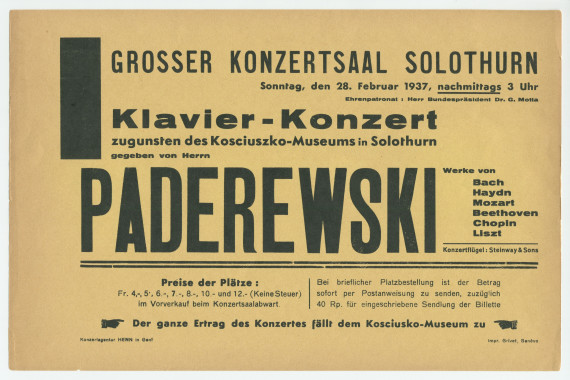 GROSSER KONZERTSAAL SOLOTHURN
Sonntag, den 28. Februar 1937, nachmittags 3 Uhr
Ehrenpatronat : Herr Bundespräsident Dr. G. Motta
Klavier-Konzert
zugunsten des Kosciuszko-Museums in Solothurn
gegeben von Herrn
PADEREWSKI
Werke von
Bach
Haydn
Mozart
Beethoven
Chopin
Liszt
Konzertflügel : Steinway & Sons
Preise der Plätze :
Fr. 4.-, 5.-, 6.-, 7.-, 8.-, 10.- und 12.- (Keine Steuer)
im Vorverkauf beim Konzertsaalabwart.
Bei brieflicher Platzbestellung ist der Betrag
sofort per Postanweisung zu senden, zuzüglich
40 Rp. für eingeschriebene Sendung der Billette
Der ganze Ertrag des Konzertes fällt dem Kosciusko-Museum zu
Konzertagentur HENN in Genf